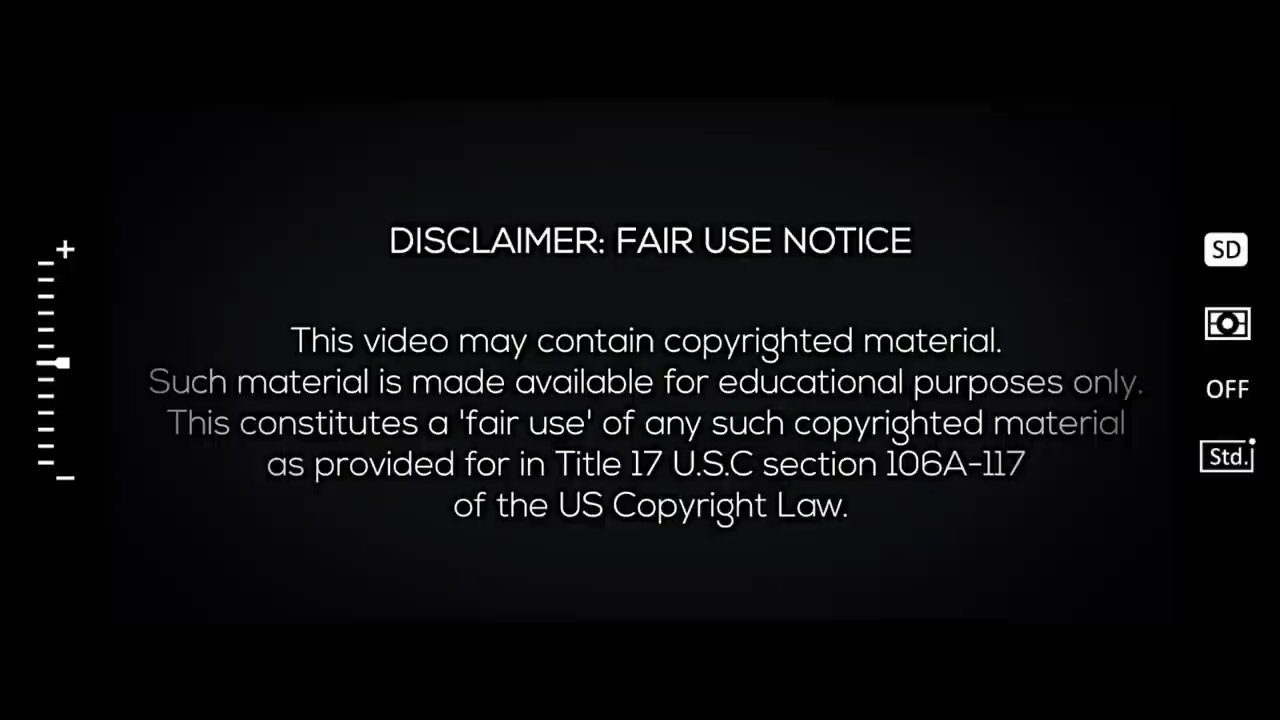 DISCLAIMER: FAIR USE NOTICE
This video may contain copyrighted material.
Such material is made available for educational purposes only.
This constitutes a 'fair use' of any such copyrighted material
as provided for in Title 17 U.S.C section 106A-117
of the US Copyright Law.
SD
OFF
Std.